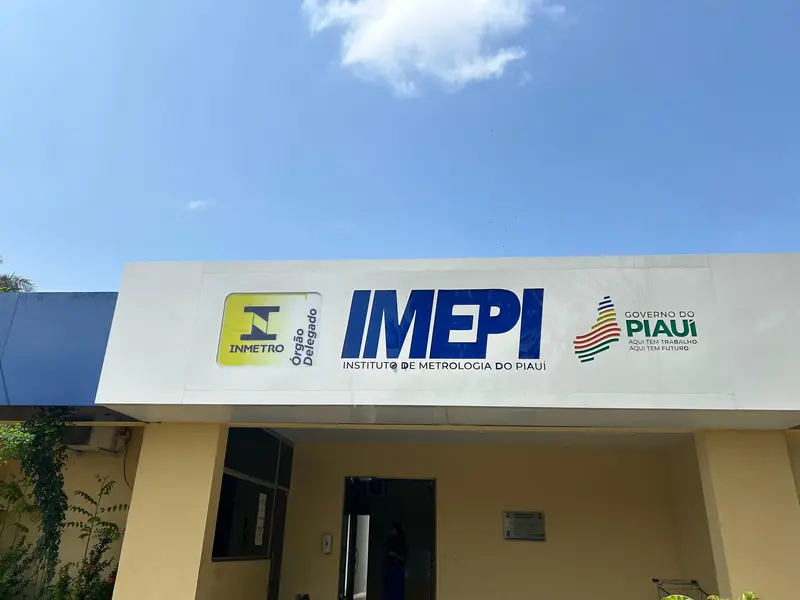 INMETRO
Órgão
Delegado
IMEPI
INSTITUTO DE METROLOGIA DO PIAUÍ
GOVERNO DO
PIAUÍ
AQUI TEM TRABALHO
AQUI TEM FUTURO